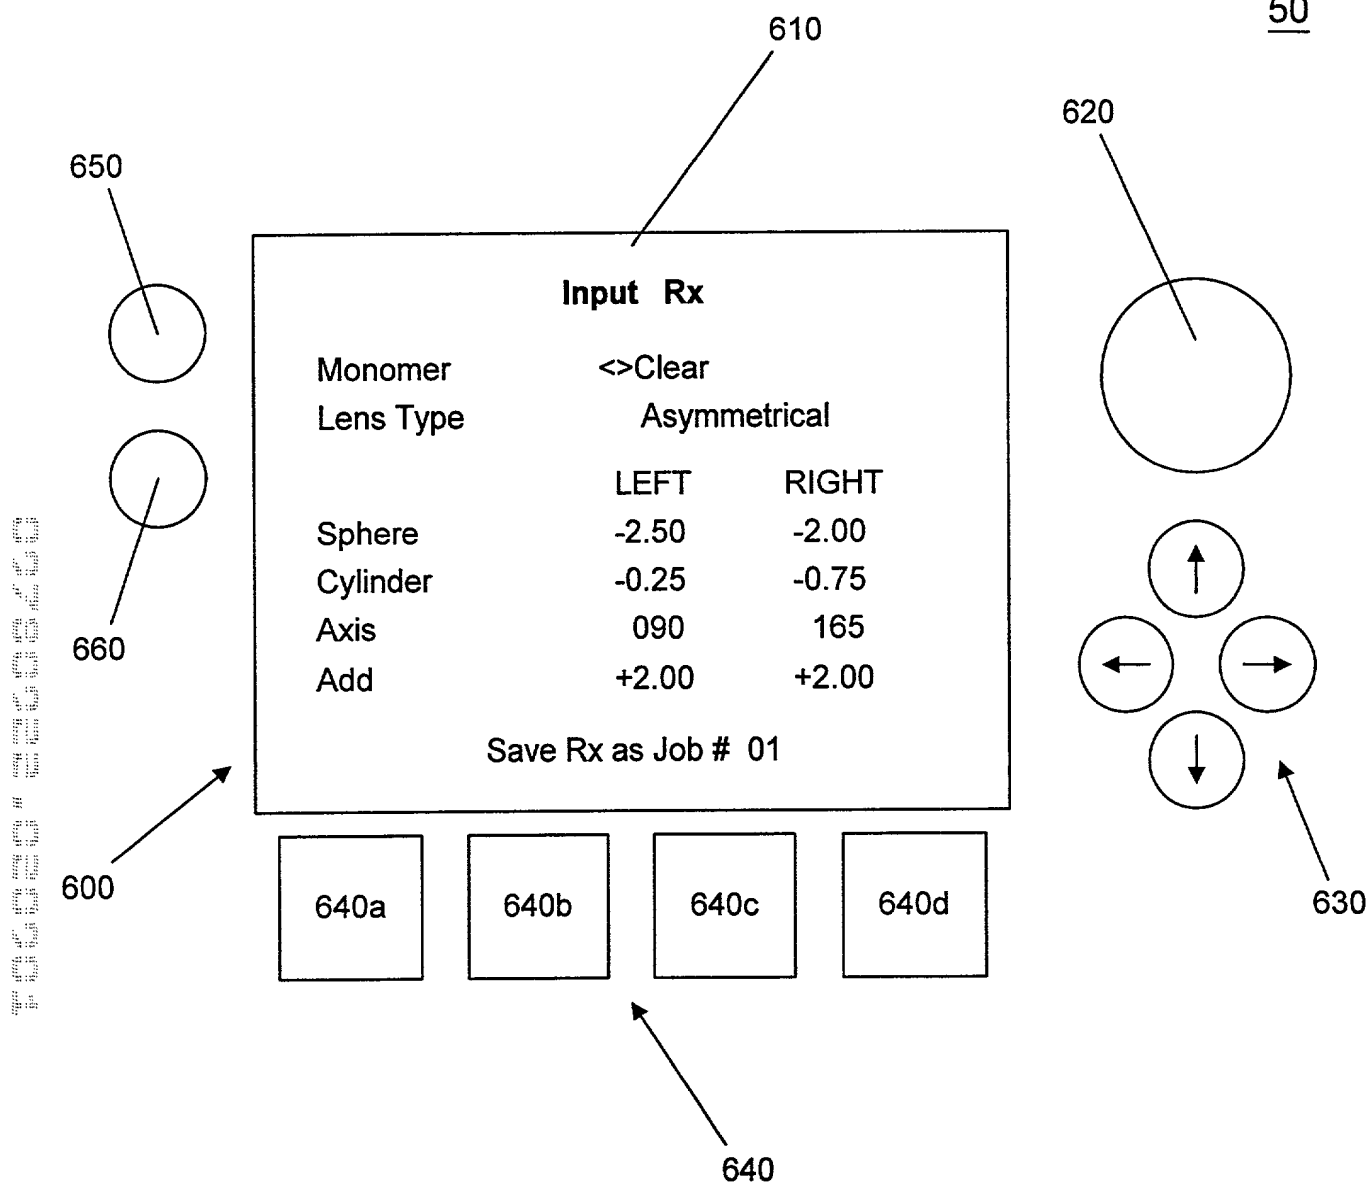 50
610
620
650
Input Rx
Monomer <>Clear
Lens Type Asymmetrical
LEFT RIGHT
Sphere -2.50 -2.00
Cylinder -0.25 -0.75
660
Axis 090 165
Add +2.00 +2.00
Save Rx as Job # 01
600
640a 640b 640c 640d
630
640